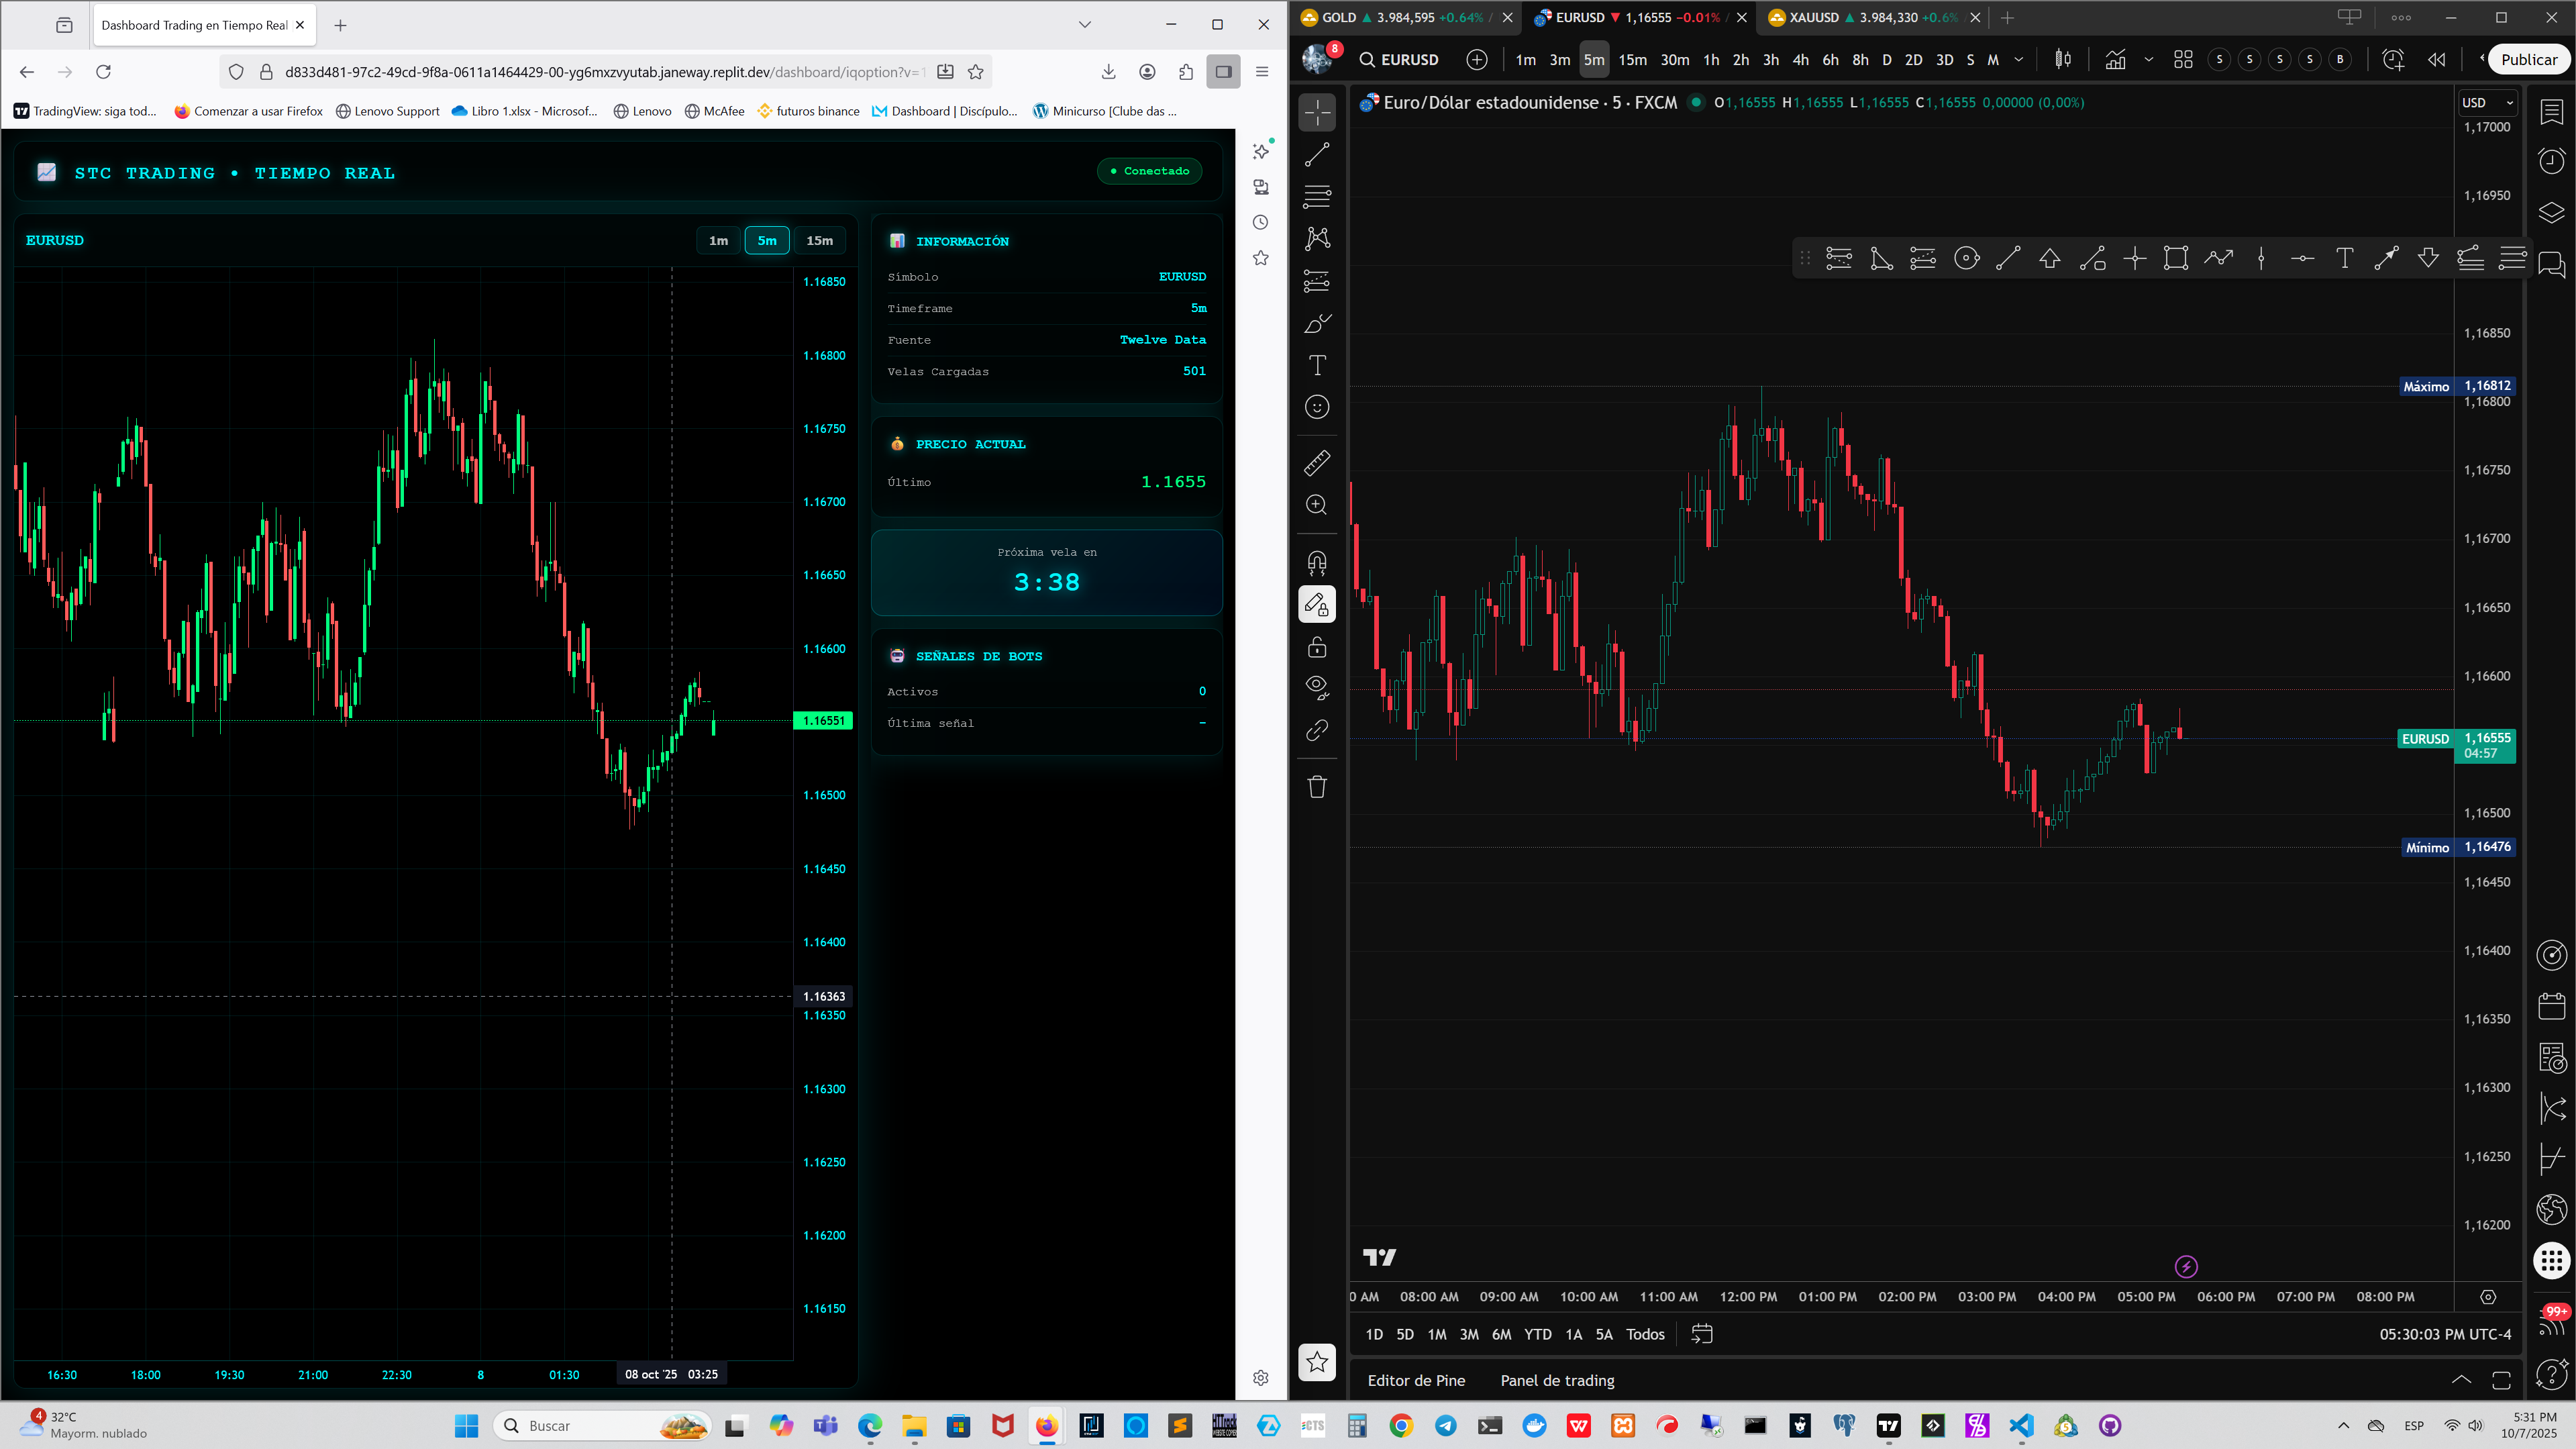 Dashboard Trading en Tiempo Real
d833d481-97c2-49cd-9f8a-0611a1464429-00-yg6mxzvyutab.janeway.replit.dev/dashboard/iqoption?v=1
TradingView: siga tod...
Comenzar a usar Firefox
Lenovo Support
Libro 1.xlsx - Microsof...
Lenovo
McAfee
futuros binance
Dashboard | Discípulo...
Minicurso [Clube das ...
STC TRADING • TIEMPO REAL
Conectado
EURUSD
1m 5m 15m
1.16850
1.16800
1.16750
1.16700
1.16650
1.16600
1.16551
1.16500
1.16450
1.16400
1.16363
1.16350
1.16300
1.16250
1.16200
1.16150
16:30 18:00 19:30 21:00 22:30 8 01:30 08 oct '25 03:25
INFORMACIÓN
Símbolo EURUSD
Timeframe 5m
Fuente Twelve Data
Velas Cargadas 501
PRECIO ACTUAL
Último 1.1655
Próxima vela en
3:38
SEÑALES DE BOTS
Activos 0
Última señal –
GOLD ▲ 3.984,595 +0.64% /
EURUSD ▼ 1,16555 −0.01% /
XAUUSD ▲ 3.984,330 +0.6% /
8
EURUSD
1m 3m 5m 15m 30m 1h 2h 3h 4h 6h 8h D 2D 3D S M
S S S S B
Publicar
Euro/Dólar estadounidense · 5 · FXCM
O1,16555 H1,16555 L1,16555 C1,16555 0,00000 (0,00%)
USD
1,17000
1,16950
1,16850
Máximo 1,16812
1,16800
1,16750
1,16700
1,16650
1,16600
EURUSD 1,16555
04:57
1,16500
Mínimo 1,16476
1,16450
1,16400
1,16350
1,16300
1,16250
1,16200
0 AM 08:00 AM 09:00 AM 10:00 AM 11:00 AM 12:00 PM 01:00 PM 02:00 PM 03:00 PM 04:00 PM 05:00 PM 06:00 PM 07:00 PM 08:00 PM
1D 5D 1M 3M 6M YTD 1A 5A Todos
05:30:03 PM UTC-4
99+
Editor de Pine
Panel de trading
4
32°C
Mayorm. nublado
Buscar
ESP
5:31 PM
10/7/2025